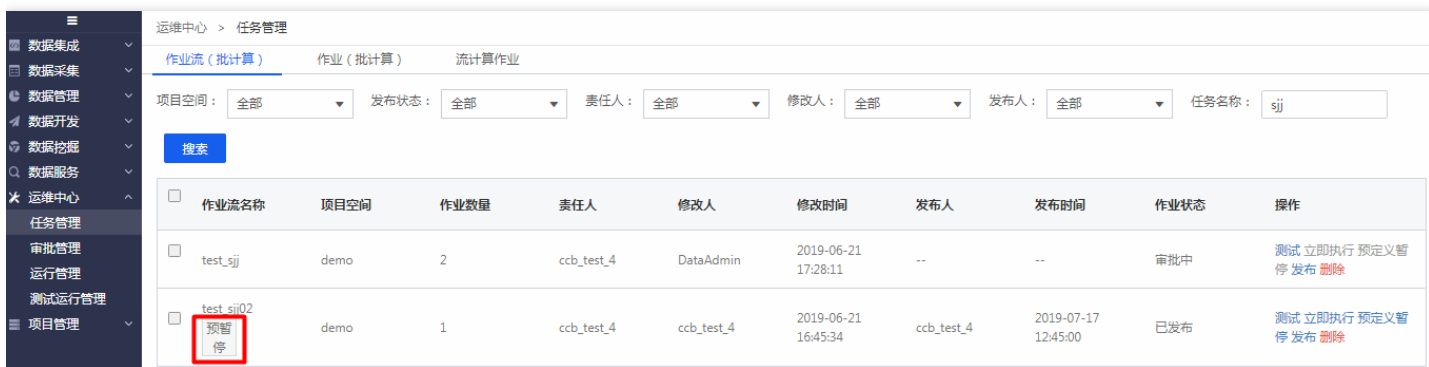 运维中心 > 任务管理
数据集成
数据采集
数据管理
数据开发
数据挖掘
数据服务
运维中心
任务管理
审批管理
运行管理
测试运行管理
项目管理
作业流（批计算） 作业（批计算） 流计算作业
项目空间： 全部 发布状态： 全部 责任人： 全部 修改人： 全部 发布人： 全部 任务名称： sjj
搜索
作业流名称 项目空间 作业数量 责任人 修改人 修改时间 发布人 发布时间 作业状态 操作
test_sjj demo 2 ccb_test_4 DataAdmin 2019-06-21 17:28:11 -- -- 审批中 测试 立即执行 预定义暂停 发布 删除
test_sjj02 预暂停 demo 1 ccb_test_4 ccb_test_4 2019-06-21 16:45:34 ccb_test_4 2019-07-17 12:45:00 已发布 测试 立即执行 预定义暂停 发布 删除